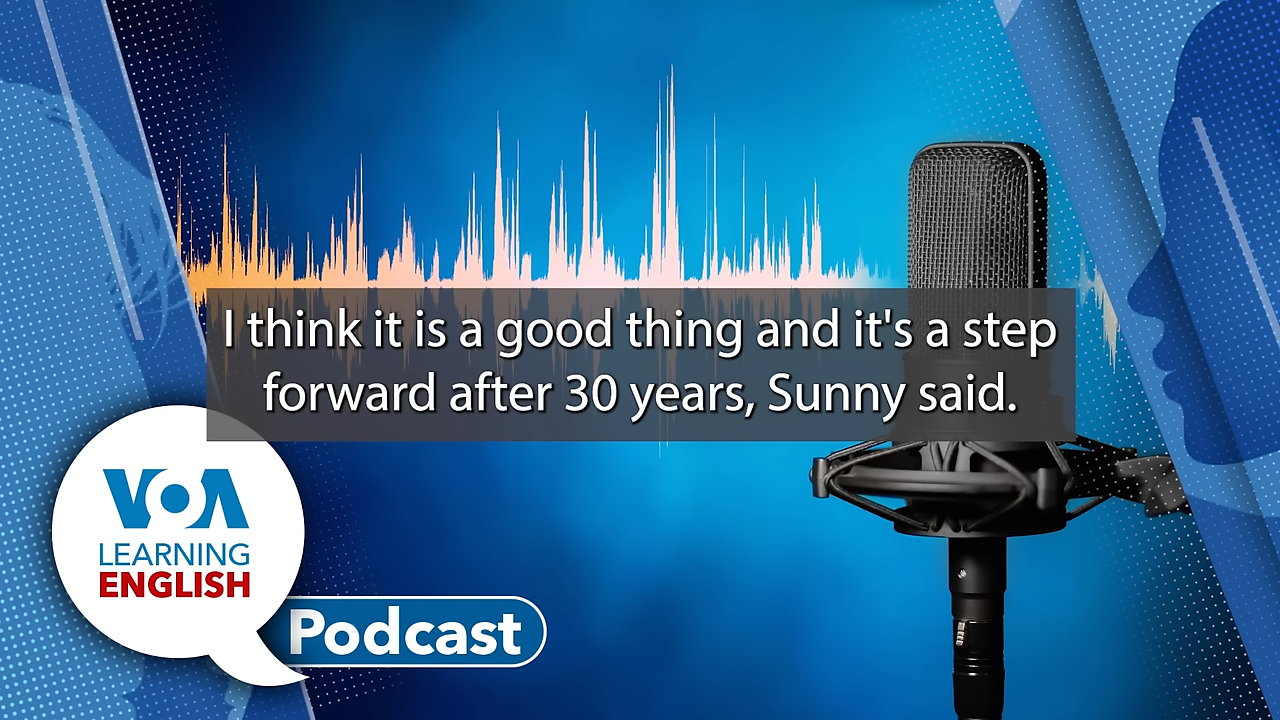 I think it is a good thing and it's a step
forward after 30 years, Sunny said.
VOA
LEARNING
ENGLISH
Podcast